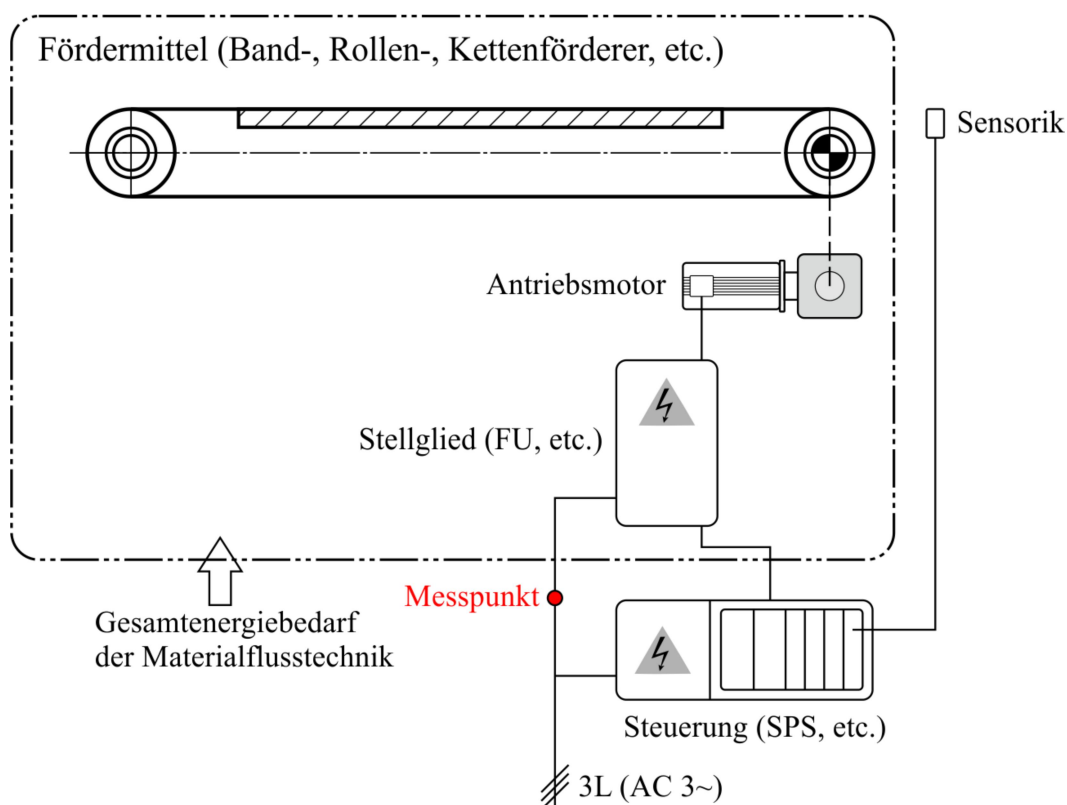 Fördermittel (Band-, Rollen-, Kettenförderer, etc.)
Sensorik
Antriebsmotor
Stellglied (FU, etc.)
Messpunkt
Gesamtenergiebedarf
der Materialflusstechnik
Steuerung (SPS, etc.)
3L (AC 3~)